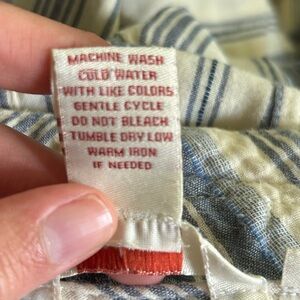 MACHINE WASH
COLD WATER
WITH LIKE COLORS
GENTLE CYCLE
DO NOT BLEACH
TUMBLE DRY LOW
WARM IRON
IF NEEDED